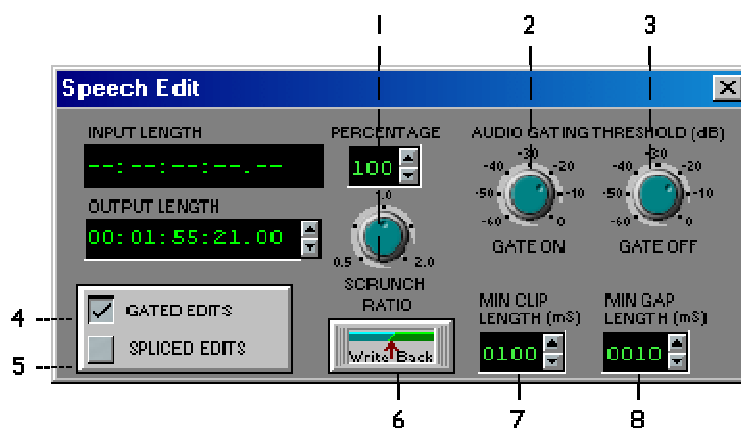 1 2 3
Speech Edit
INPUT LENGTH PERCENTAGE AUDIO GATING THRESHOLD (dB)
--:--:--:--.-- 100
-40 -30 -20 -40 -30 -20
-50 -10 -50 -10
-60 0 -60 0
OUTPUT LENGTH 1.0
00:01:55:21.00
0.5 2.0 GATE ON GATE OFF
SCRUNCH
RATIO
4 GATED EDITS
5 SPLICED EDITS
Write Back
MIN CLIP MIN GAP
LENGTH (mS) LENGTH (mS)
0100 0010
6 7 8